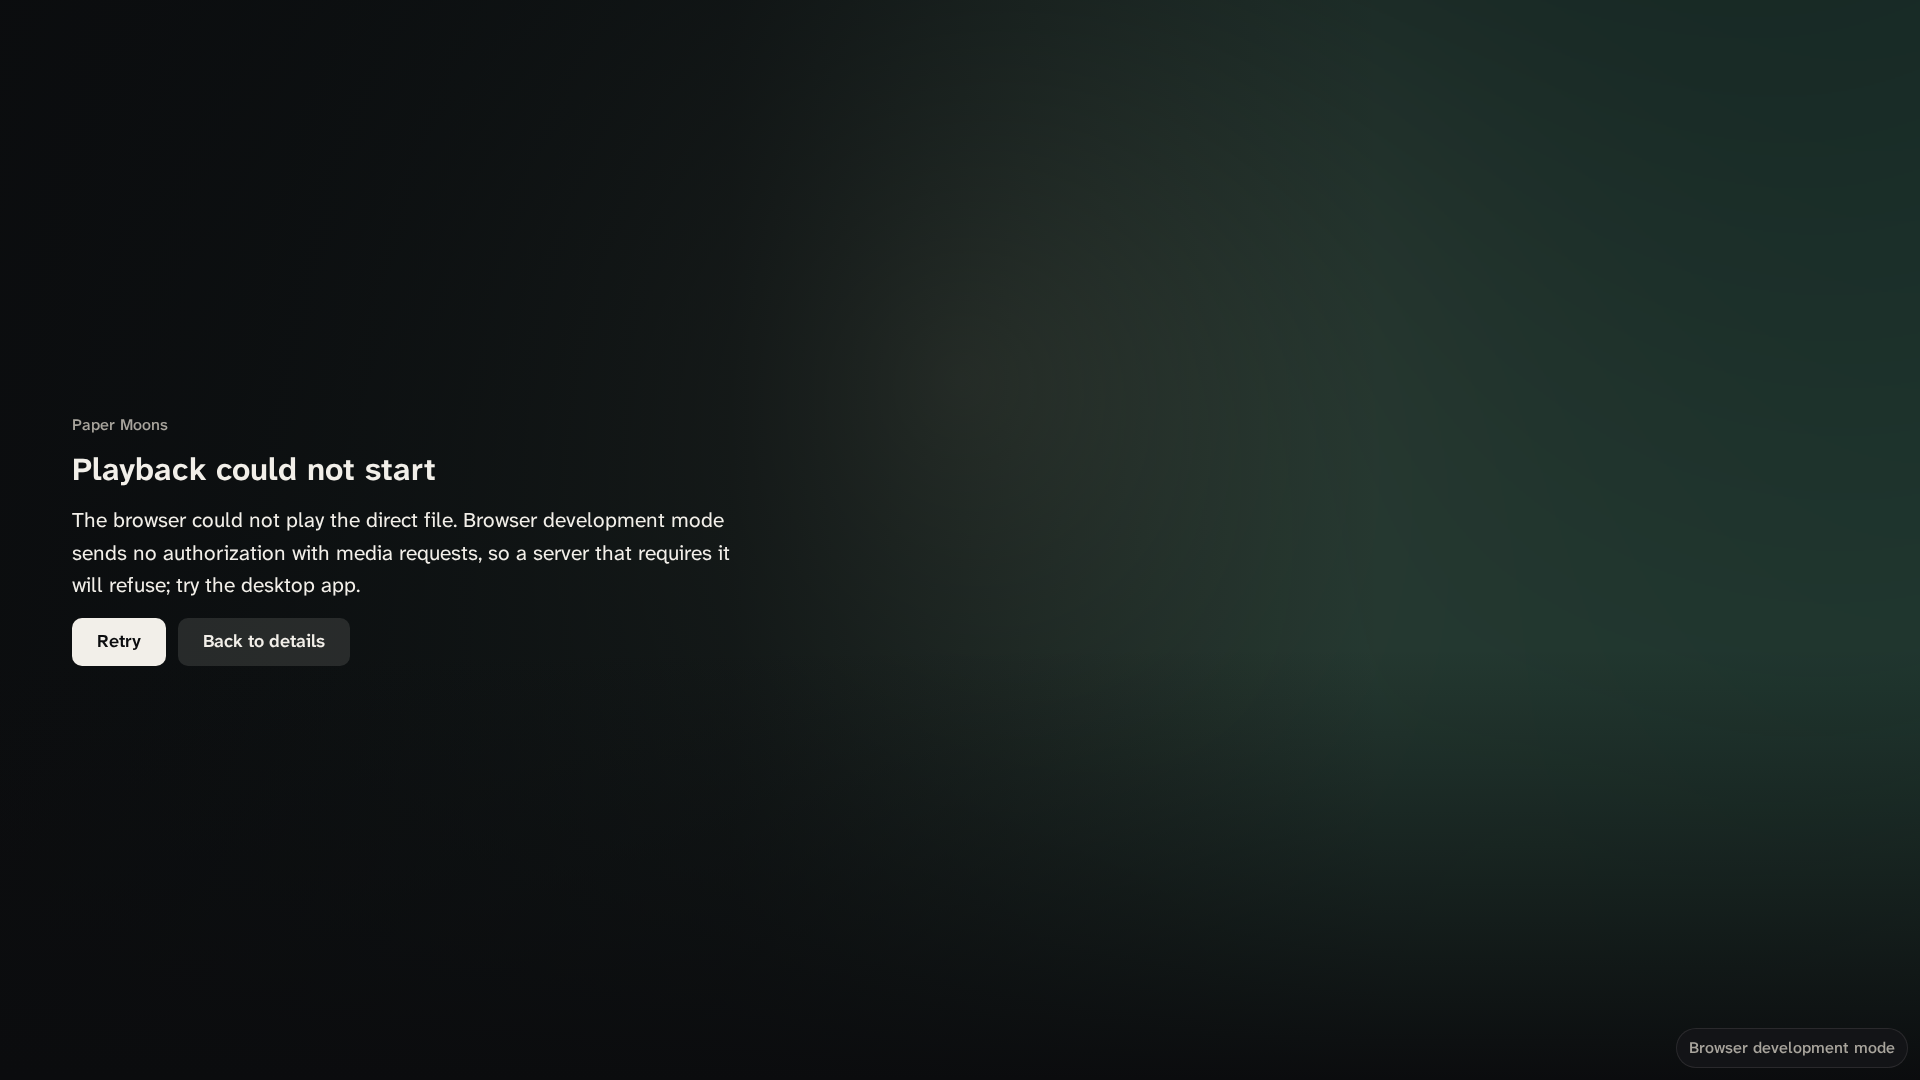 Paper Moons
Playback could not start
The browser could not play the direct file. Browser development mode
sends no authorization with media requests, so a server that requires it
will refuse; try the desktop app.
Retry
Back to details
Browser development mode